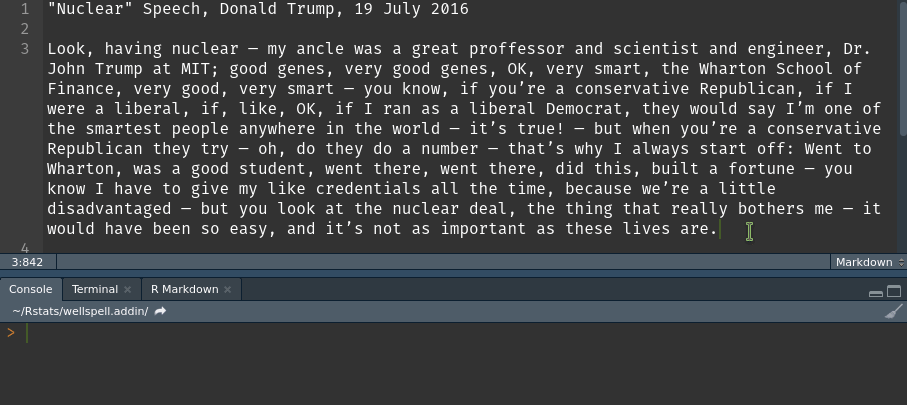 1 "Nuclear" Speech, Donald Trump, 19 July 2016
2
3 Look, having nuclear — my ancle was a great proffessor and scientist and engineer, Dr.
John Trump at MIT; good genes, very good genes, OK, very smart, the Wharton School of
Finance, very good, very smart — you know, if you’re a conservative Republican, if I
were a liberal, if, like, OK, if I ran as a liberal Democrat, they would say I’m one of
the smartest people anywhere in the world — it’s true! — but when you’re a conservative
Republican they try — oh, do they do a number — that’s why I always start off: Went to
Wharton, was a good student, went there, went there, did this, built a fortune — you
know I have to give my like credentials all the time, because we’re a little
disadvantaged — but you look at the nuclear deal, the thing that really bothers me — it
would have been so easy, and it’s not as important as these lives are.
4
3:842 Markdown
Console Terminal R Markdown
~/Rstats/wellspell.addin/
>